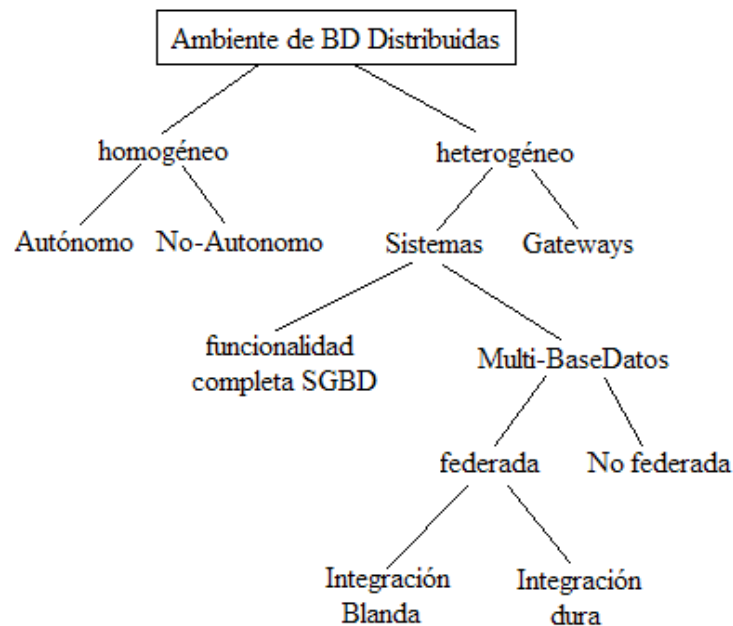 Ambiente de BD Distribuidas
homogéneo
heterogéneo
Autónomo
No-Autonomo
Sistemas
Gateways
funcionalidad
completa SGBD
Multi-BaseDatos
federada
No federada
Integración
Blanda
Integración
dura